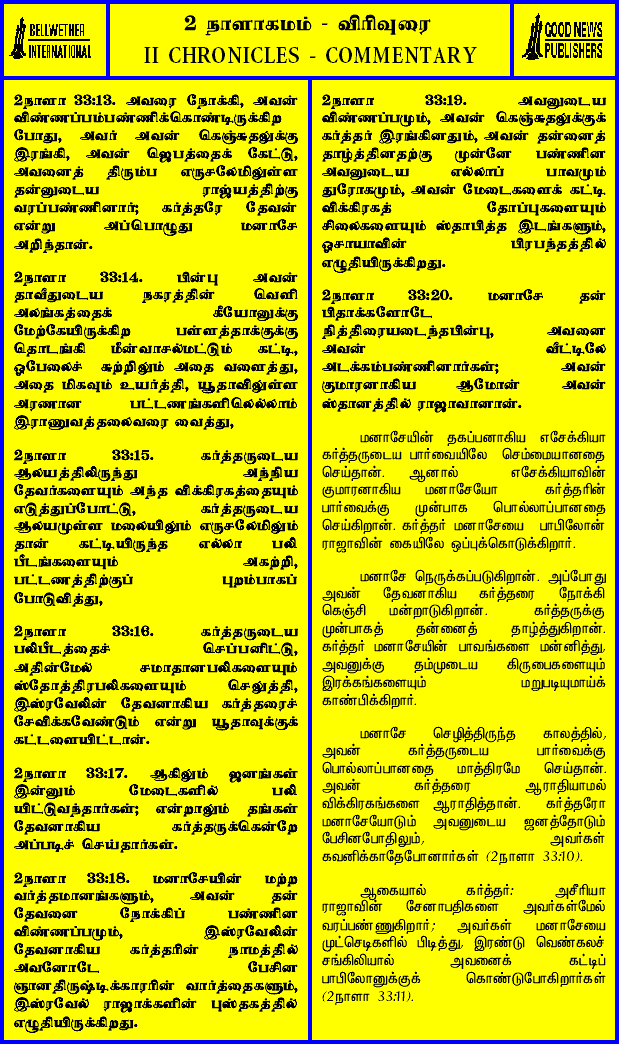 BELLWETHER
INTERNATIONAL
2 நாளாகமம் - விரிவுரை
II CHRONICLES - COMMENTARY
GOOD NEWS
PUBLISHERS
2நாளா 33:13. அவரை நோக்கி, அவன்
விண்ணப்பம்பண்ணிக்கொண்டிருக்கிற
போது, அவர் அவன் கெஞ்சுதலுக்கு
இரங்கி, அவன் ஜெபத்தைக் கேட்டு,
அவனைத் திரும்ப எருசலேமிலுள்ள
தன்னுடைய ராஜ்யத்திற்கு
வரப்பண்ணினார்; கர்த்தரே தேவன்
என்று அப்பொழுது மனாசே
அறிந்தான்.
2நாளா 33:14. பின்பு அவன்
தாவீதுடைய நகரத்தின் வெளி
அலங்கத்தைக் கீயோனுக்கு
மேற்கேயிருக்கிற பள்ளத்தாக்குக்கு
தொடங்கி மீன்வாசல்மட்டும் கட்டி,
ஓபேலைச் சுற்றிலும் அதை வளைத்து,
அதை மிகவும் உயர்த்தி, யூதாவிலுள்ள
அரணான பட்டணங்களிலெல்லாம்
இராணுவத்தலைவரை வைத்து,
2நாளா 33:15. கர்த்தருடைய
ஆலயத்திலிருந்து அந்நிய
தேவர்களையும் அந்த விக்கிரகத்தையும்
எடுத்துப்போட்டு, கர்த்தருடைய
ஆலயமுள்ள மலையிலும் எருசலேமிலும்
தான் கட்டியிருந்த எல்லா பலி
பீடங்களையும் அகற்றி,
பட்டணத்திற்குப் புறம்பாகப்
போடுவித்து,
2நாளா 33:16. கர்த்தருடைய
பலிபீடத்தைச் செப்பனிட்டு,
அதின்மேல் சமாதானபலிகளையும்
ஸ்தோத்திரபலிகளையும் செலுத்தி,
இஸ்ரவேலின் தேவனாகிய கர்த்தரைச்
சேவிக்கவேண்டும் என்று யூதாவுக்குக்
கட்டளையிட்டான்.
2நாளா 33:17. ஆகிலும் ஜனங்கள்
இன்னும் மேடைகளில் பலி
யிட்டுவந்தார்கள்; என்றாலும் தங்கள்
தேவனாகிய கர்த்தருக்கென்றே
அப்படிச் செய்தார்கள்.
2நாளா 33:18. மனாசேயின் மற்ற
வர்த்தமானங்களும், அவன் தன்
தேவனை நோக்கிப் பண்ணின
விண்ணப்பமும், இஸ்ரவேலின்
தேவனாகிய கர்த்தரின் நாமத்தில்
அவனோடே பேசின
ஞானதிருஷ்டிக்காரரின் வார்த்தைகளும்,
இஸ்ரவேல் ராஜாக்களின் புஸ்தகத்தில்
எழுதியிருக்கிறது.
2நாளா 33:19. அவனுடைய
விண்ணப்பமும், அவன் கெஞ்சுதலுக்குக்
கர்த்தர் இரங்கினதும், அவன் தன்னைத்
தாழ்த்தினதற்கு முன்னே பண்ணின
அவனுடைய எல்லாப் பாவமும்
துரோகமும், அவன் மேடைகளைக் கட்டி
விக்கிரகத் தோப்புகளையும்
சிலைகளையும் ஸ்தாபித்த இடங்களும்,
ஓசாயாவின் பிரபந்தத்தில்
எழுதியிருக்கிறது.
2நாளா 33:20. மனாசே தன்
பிதாக்களோடே
நித்திரையடைந்தபின்பு, அவனை
அவன் வீட்டிலே
அடக்கம்பண்ணினார்கள்; அவன்
குமாரனாகிய ஆமோன் அவன்
ஸ்தானத்தில் ராஜாவானான்.
மனாசேயின் தகப்பனாகிய எசேக்கியா
கர்த்தருடைய பார்வையிலே செம்மையானதை
செய்தான். ஆனால் எசேக்கியாவின்
குமாரனாகிய மனாசேயோ கர்த்தரின்
பார்வைக்கு முன்பாக பொல்லாப்பானதை
செய்கிறான். கர்த்தர் மனாசேயை பாபிலோன்
ராஜாவின் கையிலே ஒப்புக்கொடுக்கிறார்.
மனாசே நெருக்கப்படுகிறான். அப்போது
அவன் தேவனாகிய கர்த்தரை நோக்கி
கெஞ்சி மன்றாடுகிறான். கர்த்தருக்கு
முன்பாகத் தன்னைத் தாழ்த்துகிறான்.
கர்த்தர் மனாசேயின் பாவங்களை மன்னித்து,
அவனுக்கு தம்முடைய கிருபைகளையும்
இரக்கங்களையும் மறுபடியுமாய்க்
காண்பிக்கிறார்.
மனாசே செழித்திருந்த காலத்தில்,
அவன் கர்த்தருடைய பார்வைக்கு
பொல்லாப்பானதை மாத்திரமே செய்தான்.
அவன் கர்த்தரை ஆராதியாமல்
விக்கிரகங்களை ஆராதித்தான். கர்த்தரோ
மனாசேயோடும் அவனுடைய ஜனத்தோடும்
பேசினபோதிலும், அவர்கள்
கவனிக்காதேபோனார்கள் (2நாளா 33:10).
ஆகையால் கர்த்தர்: அசீரியா
ராஜாவின் சேனாபதிகளை அவர்கள்மேல்
வரப்பண்ணுகிறார்; அவர்கள் மனாசேயை
முட்செடிகளில் பிடித்து, இரண்டு வெண்கலச்
சங்கிலியால் அவனைக் கட்டிப்
பாபிலோனுக்குக் கொண்டுபோகிறார்கள்
(2நாளா 33:11).